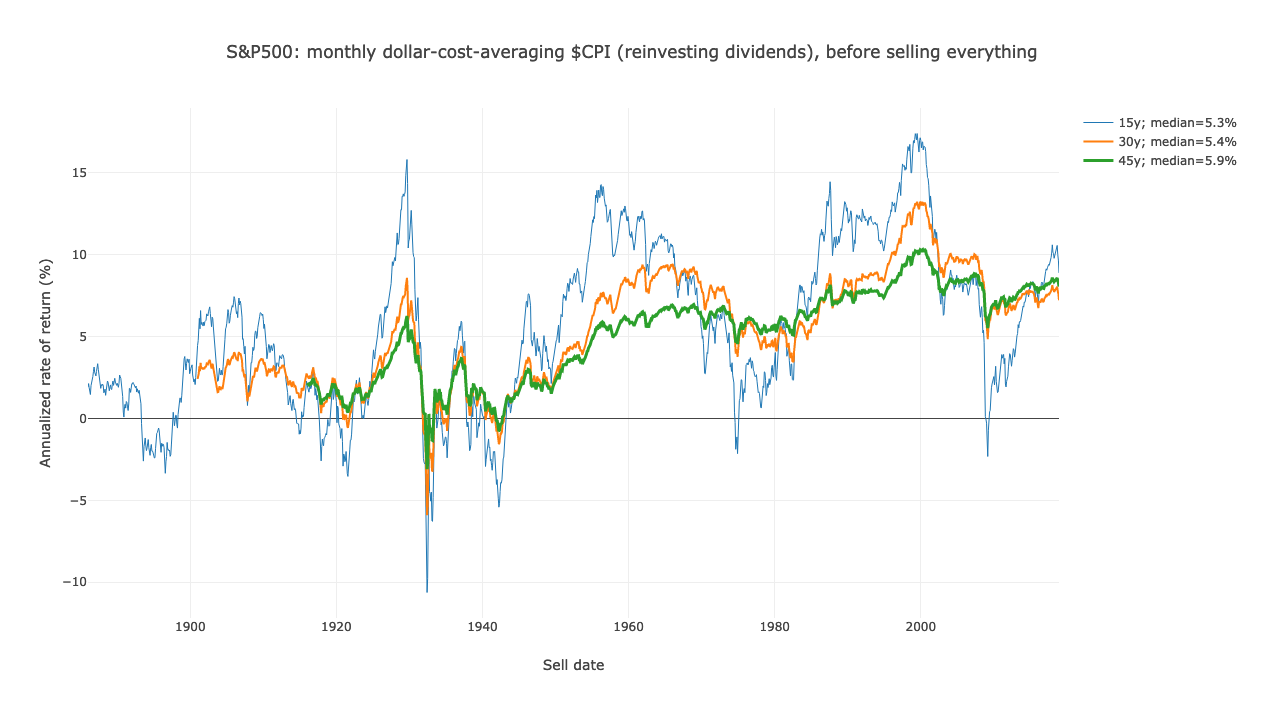 S&P500: monthly dollar-cost-averaging $CPI (reinvesting dividends), before selling everything
15y; median=5.3%
30y; median=5.4%
45y; median=5.9%
Annualized rate of return (%)
15
10
5
0
−5
−10
1900 1920 1940 1960 1980 2000
Sell date